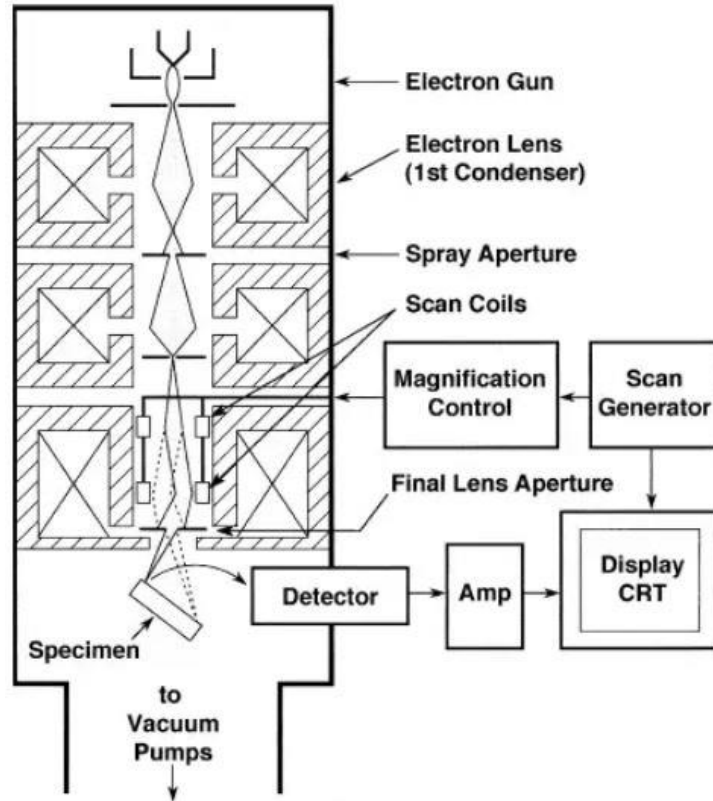 Electron Gun
Electron Lens
(1st Condenser)
Spray Aperture
Scan Coils
Magnification
Control
Scan
Generator
Final Lens Aperture
Display
CRT
Detector
Amp
Specimen
to
Vacuum
Pumps